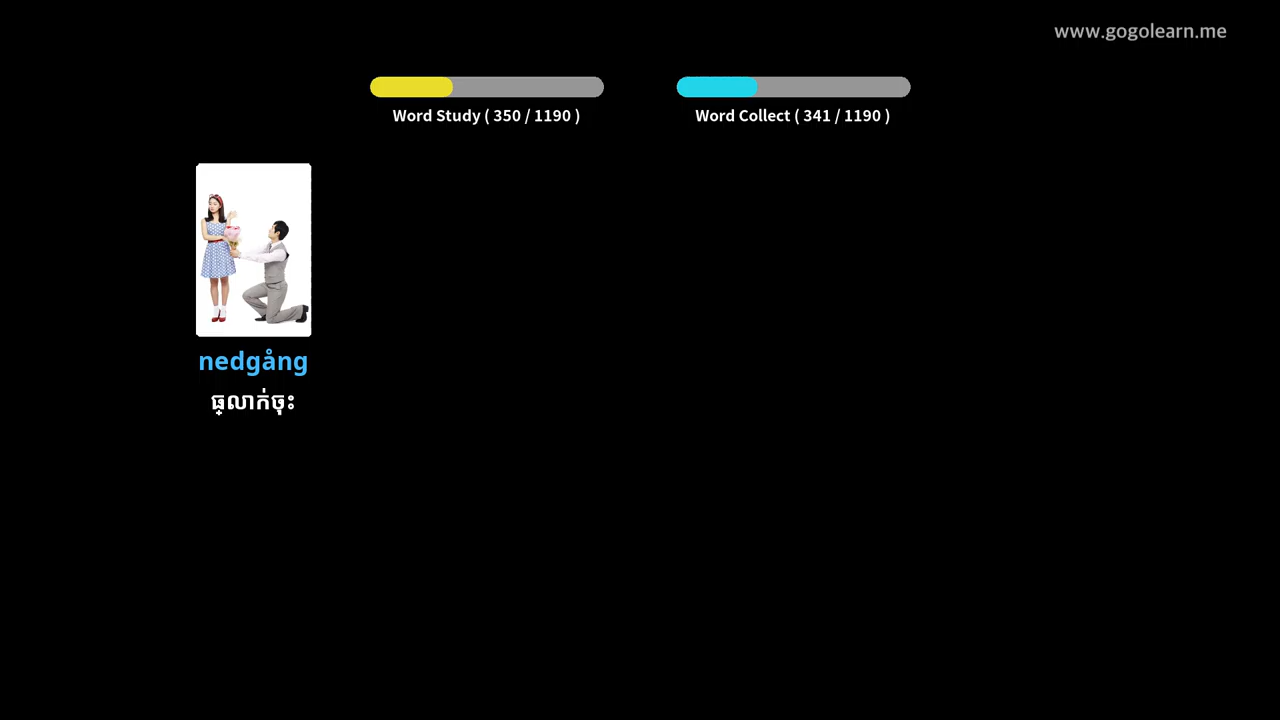 www.gogolearn.me
Word Study ( 350 / 1190 )
Word Collect ( 341 / 1190 )
nedgång
ធ្លាក់ចុះ